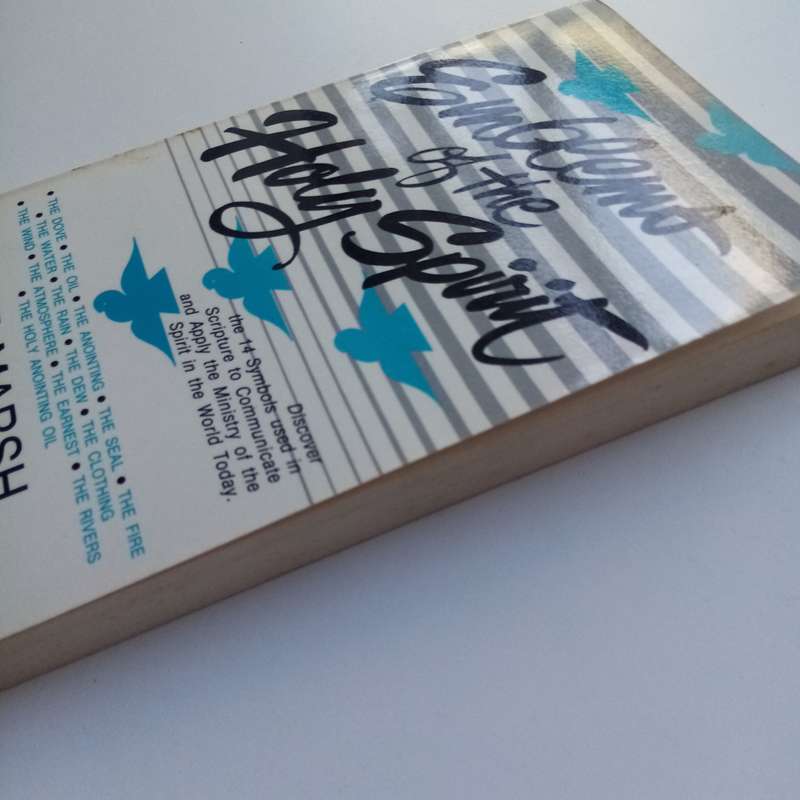 Emblems
of the
Holy Spirit
Discover
the 14 Symbols used in
Scripture to Communicate
and Apply the Ministry of the
Spirit in the World Today.
• THE DOVE • THE OIL • THE ANOINTING • THE SEAL • THE FIRE
• THE WATER • THE RAIN • THE DEW • THE CLOTHING
• THE WIND • THE ATMOSPHERE • THE EARNEST • THE RIVERS
• THE HOLY ANOINTING OIL
MARSH